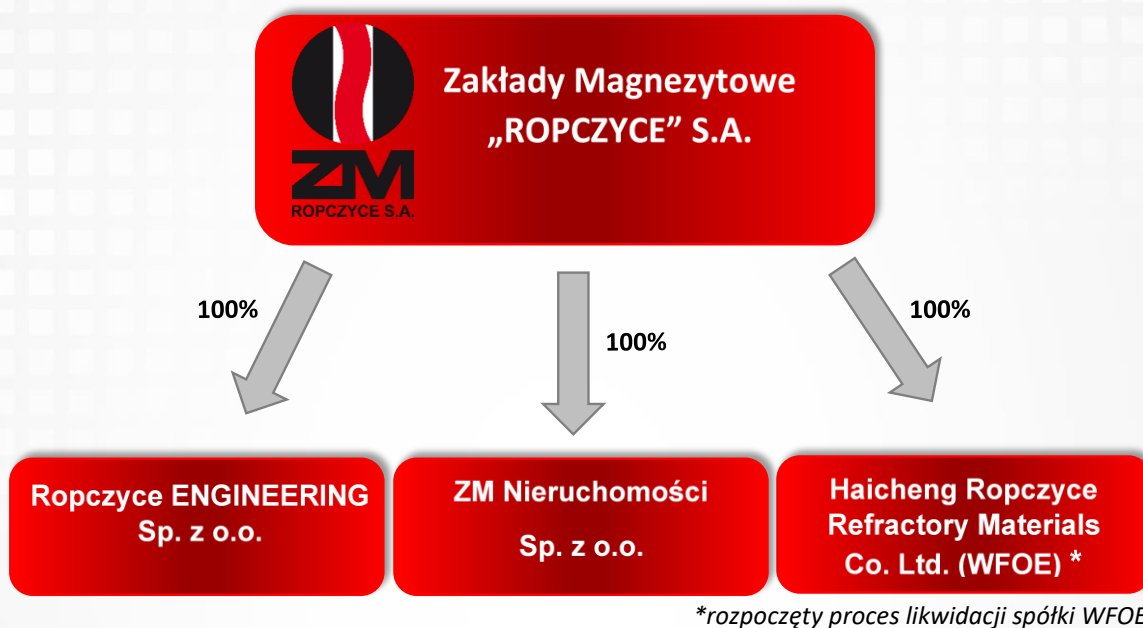 Zakłady Magnezytowe
„ROPCZYCE” S.A.
ZM
ROPCZYCE S.A.
100%
100%
100%
Ropczyce ENGINEERING
Sp. z o.o.
ZM Nieruchomości
Sp. z o.o.
Haicheng Ropczyce
Refractory Materials
Co. Ltd. (WFOE) *
*rozpoczęty proces likwidacji spółki WFOE